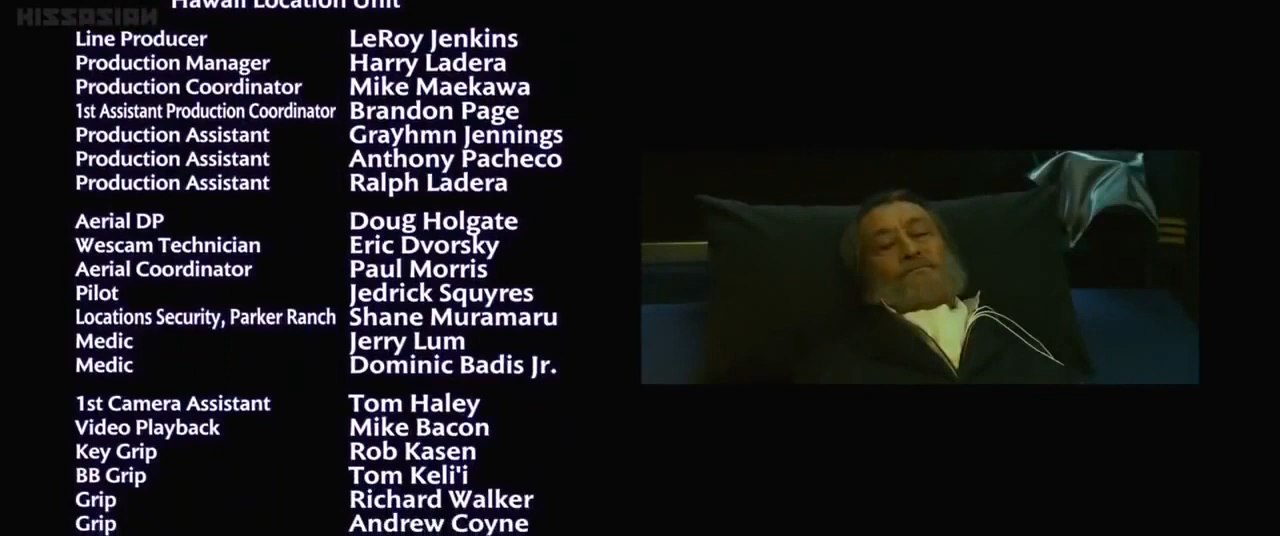 HISSASIAN
Hawaii Location Unit
Line Producer LeRoy Jenkins
Production Manager Harry Ladera
Production Coordinator Mike Maekawa
1st Assistant Production Coordinator Brandon Page
Production Assistant Grayhmn Jennings
Production Assistant Anthony Pacheco
Production Assistant Ralph Ladera
Aerial DP Doug Holgate
Wescam Technician Eric Dvorsky
Aerial Coordinator Paul Morris
Pilot Jedrick Squyres
Locations Security, Parker Ranch Shane Muramaru
Medic Jerry Lum
Medic Dominic Badis Jr.
1st Camera Assistant Tom Haley
Video Playback Mike Bacon
Key Grip Rob Kasen
BB Grip Tom Keli'i
Grip Richard Walker
Grip Andrew Coyne